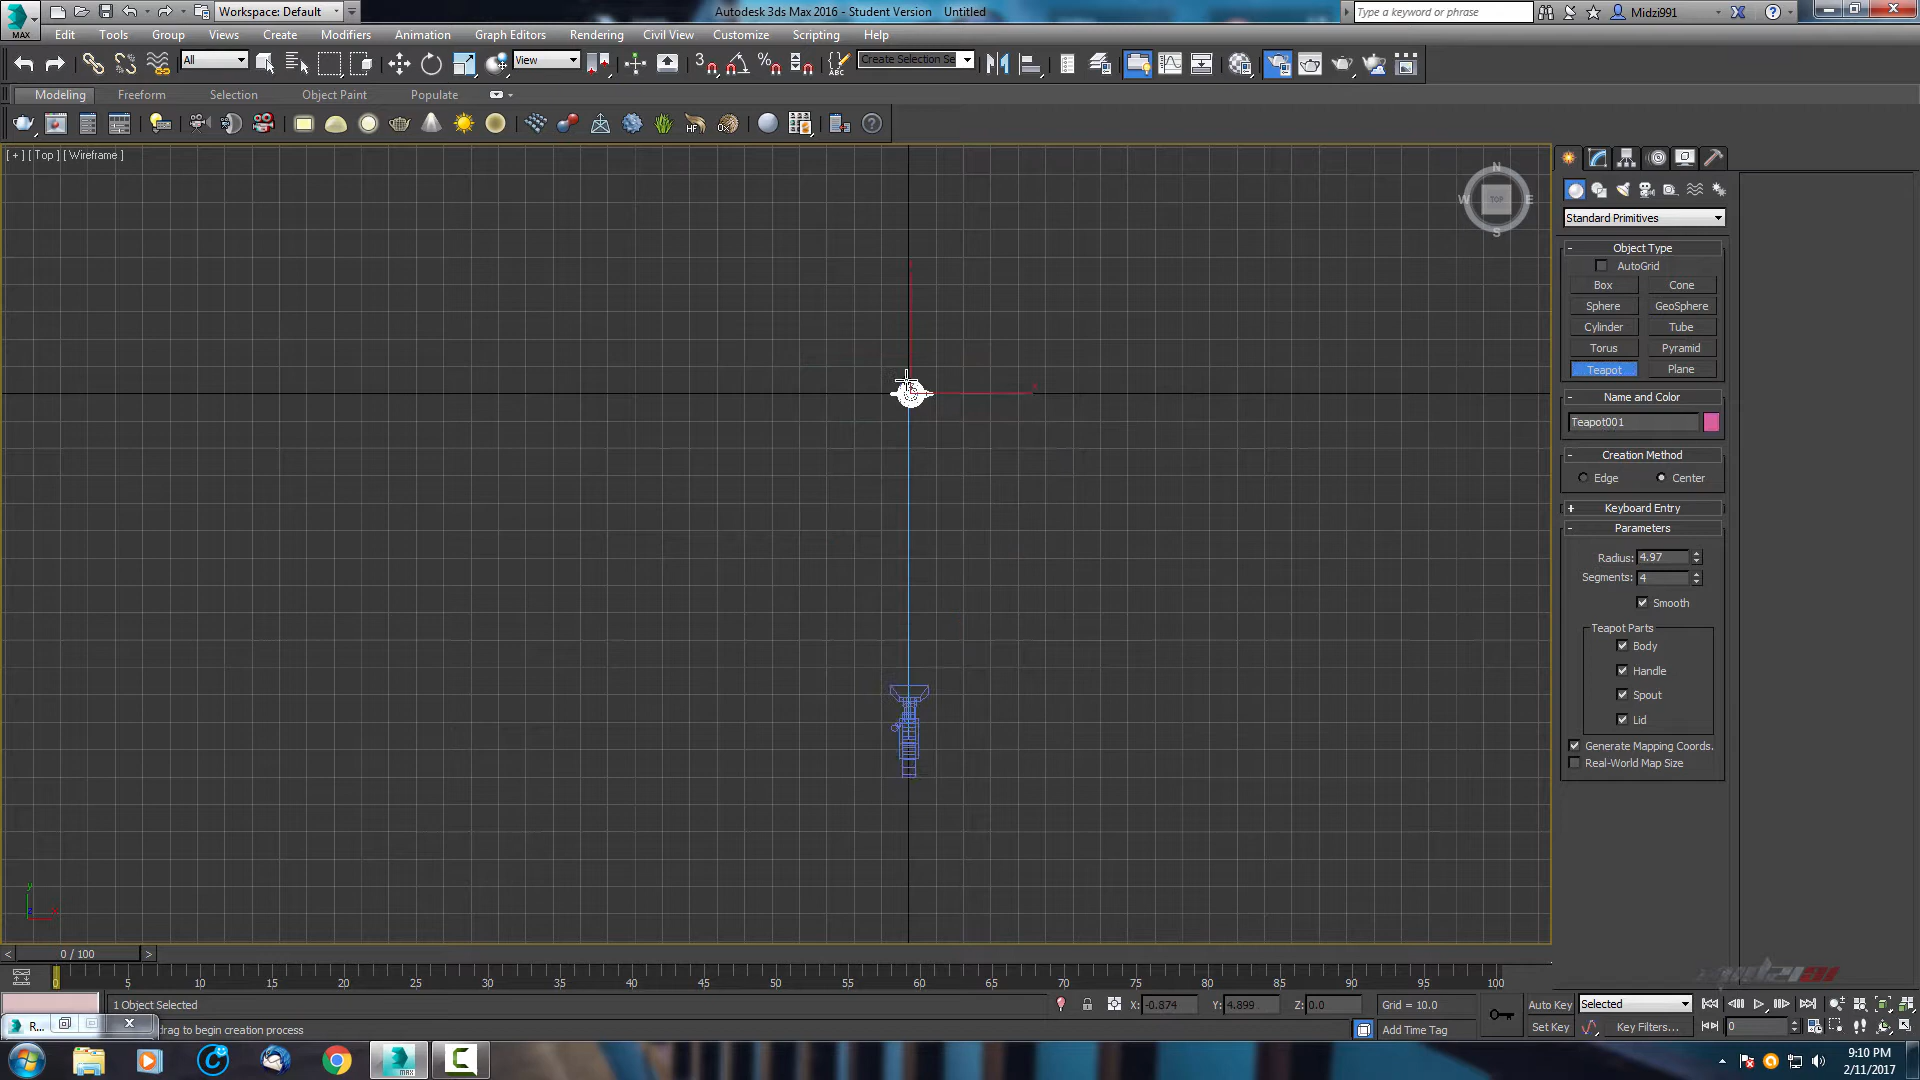 MAX
Workspace: Default
Autodesk 3ds Max 2016 - Student Version
Untitled
Type a keyword or phrase
Midzi991
Edit
Tools
Group
Views
Create
Modifiers
Animation
Graph Editors
Rendering
Civil View
Customize
Scripting
Help
All
View
3
%
ABC
Create Selection Se
Modeling
Freeform
Selection
Object Paint
Populate
HF
[ + ] [ Top ] [ Wireframe ]
N
W
TOP
E
S
Standard Primitives
- Object Type
AutoGrid
Box
Cone
Sphere
GeoSphere
Cylinder
Tube
Torus
Pyramid
Teapot
Plane
- Name and Color
Teapot001
- Creation Method
Edge
Center
+ Keyboard Entry
- Parameters
Radius: 4.97
Segments: 4
Smooth
Teapot Parts
Body
Handle
Spout
Lid
Generate Mapping Coords.
Real-World Map Size
y
z
x
< 0 / 100 >
0 5 10 15 20 25 30 35 40 45 50 55 60 65 70 75 80 85 90 95 100
1 Object Selected
X: -0.874
Y: 4.899
Z: 0.0
Grid = 10.0
Auto Key
Selected
R...
drag to begin creation process
Add Time Tag
Set Key
Key Filters...
0
MAX
9:10 PM
2/11/2017